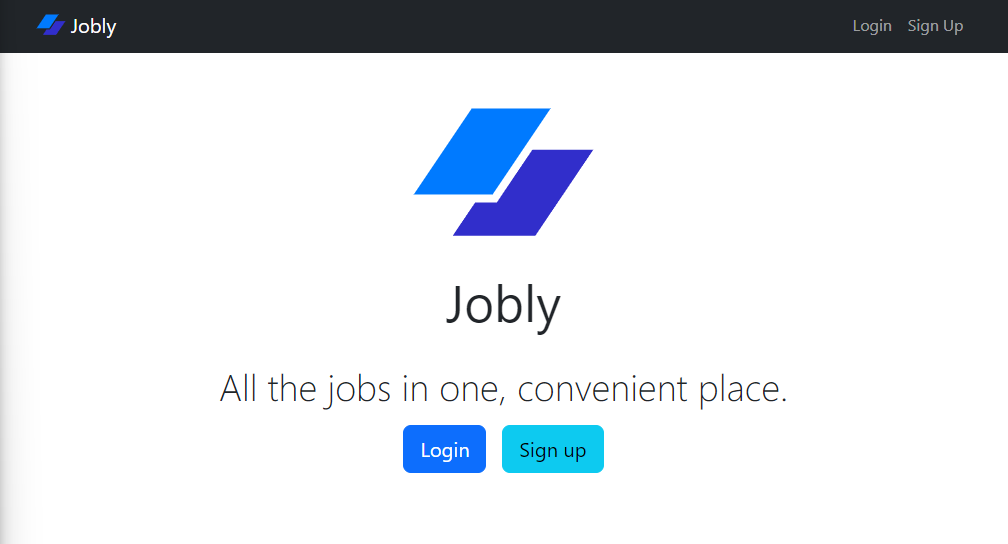 Jobly
Login Sign Up
Jobly
All the jobs in one, convenient place.
Login Sign up